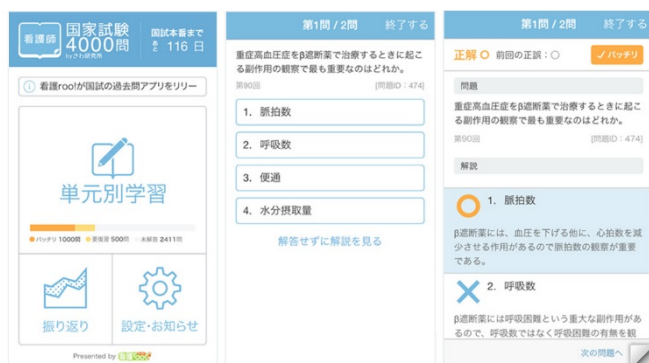 看護師
国家試験
4000問
byさわ研究所
国試本番まで
あと 116 日
看護roo!が国試の過去問アプリをリリー
単元別学習
バッチリ 1000問 要復習 500問 未解答 2411問
振り返り
設定・お知らせ
Presented by 看護roo!
第1問 / 2問 終了する
重症高血圧症をβ遮断薬で治療するときに起こ
る副作用の観察で最も重要なのはどれか。
第90回 [問題ID:474]
1. 脈拍数
2. 呼吸数
3. 便通
4. 水分摂取量
解答せずに解説を見る
第1問 / 2問 終了する
正解 前回の正誤:○ ✓バッチリ
問題
重症高血圧症をβ遮断薬で治療するときに起こ
る副作用の観察で最も重要なのはどれか。
第90回 [問題ID:474]
解説
1. 脈拍数
β遮断薬には、血圧を下げる他に、心拍数を減
少させる作用があるので脈拍数の観察が重要
である。
2. 呼吸数
β遮断薬には呼吸困難という重大な副作用があ
るので、呼吸数ではなく呼吸困難の有無を観
次の問題へ